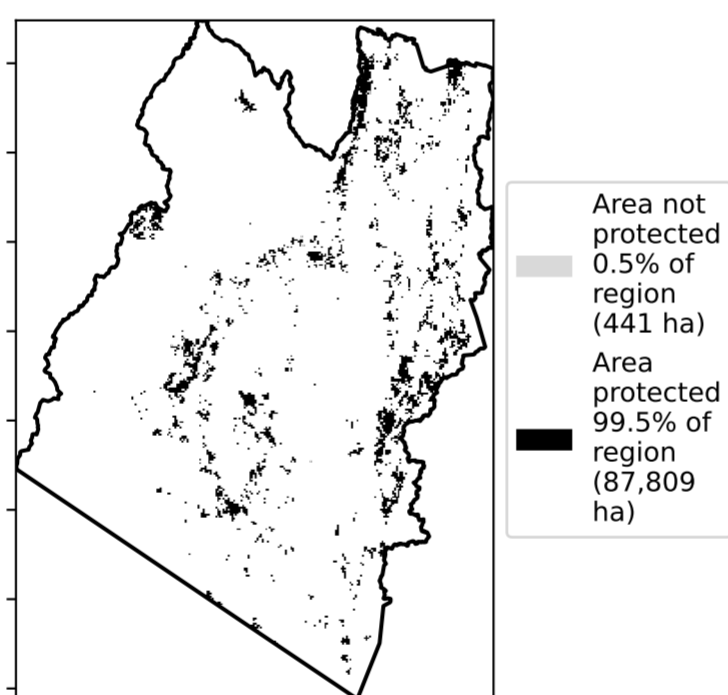 Area not
protected
0.5% of
region
(441 ha)
Area
protected
99.5% of
region
(87,809
ha)